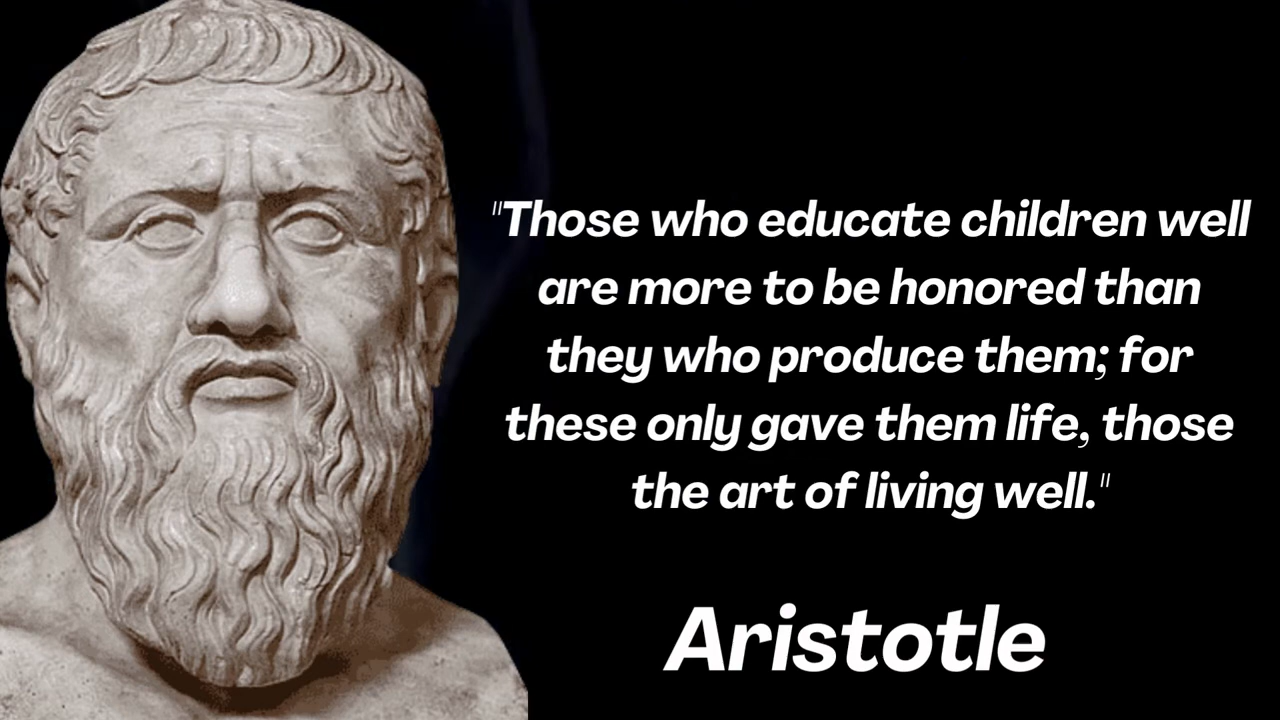 "Those who educate children well
are more to be honored than
they who produce them; for
these only gave them life, those
the art of living well."
Aristotle